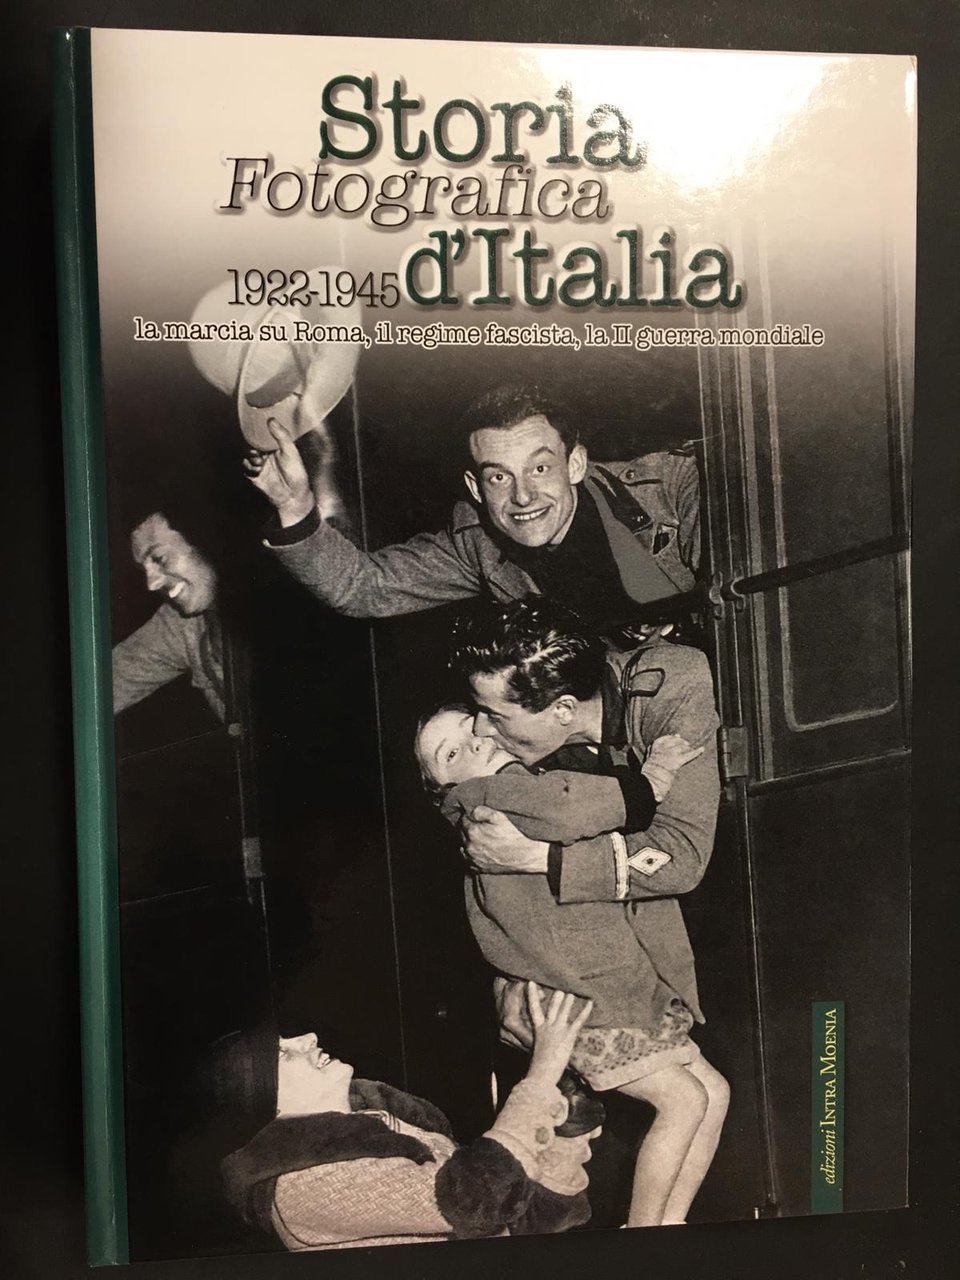 Storia
Fotografica
1922-1945 d'Italia
la marcia su Roma, il regime fascista, la II guerra mondiale
edizioni INTRA MOENIA